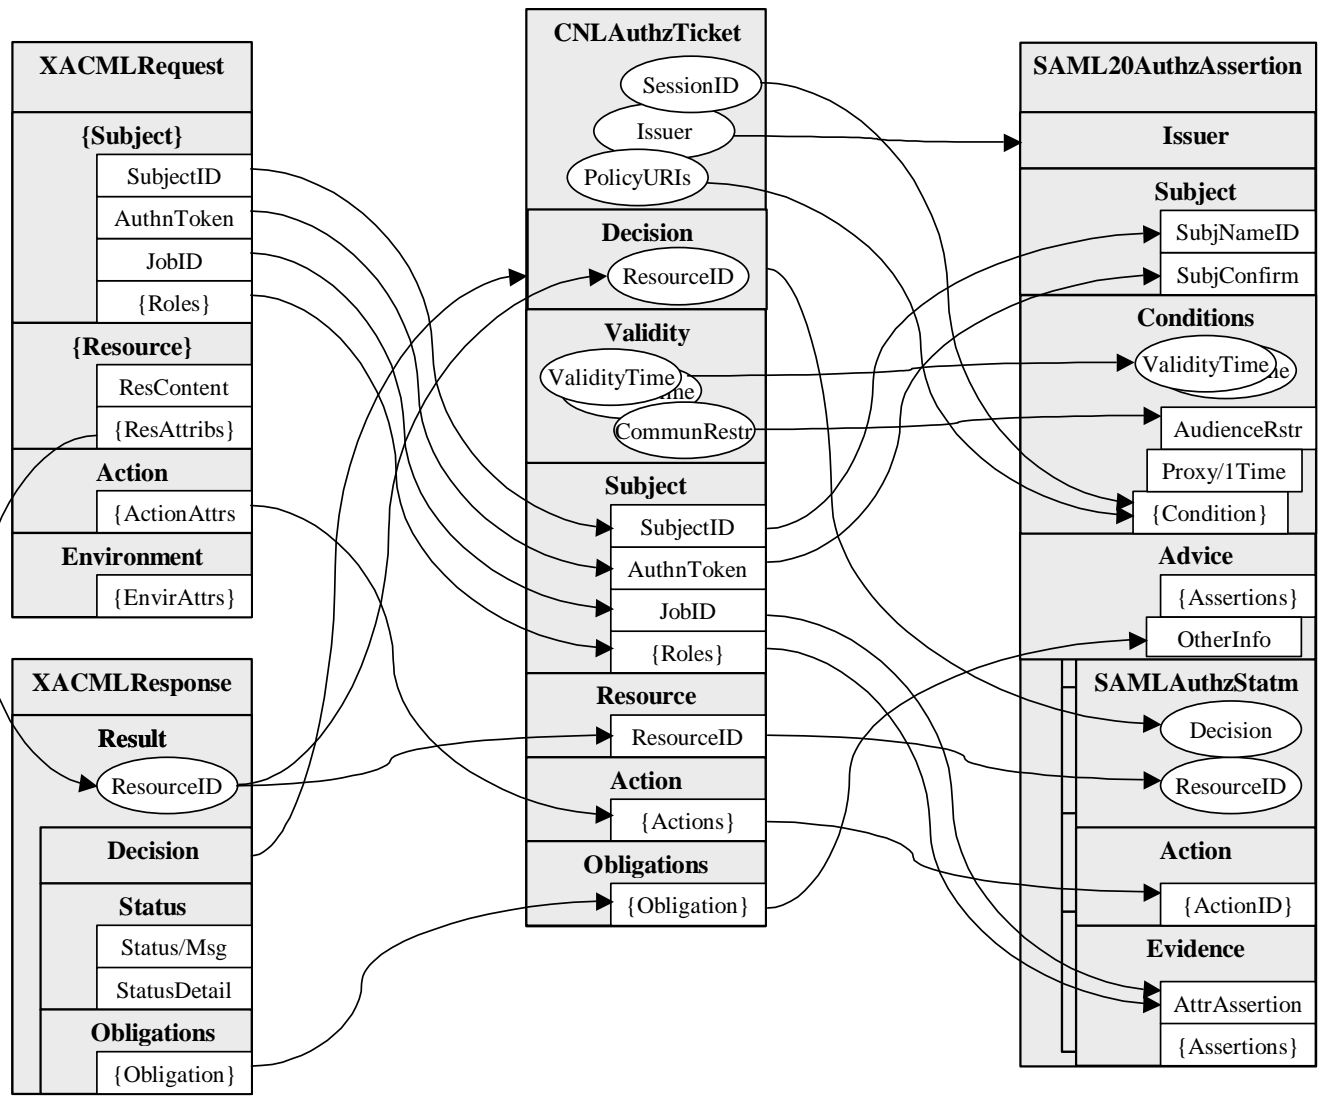 XACMLRequest
{Subject}
SubjectID
AuthnToken
JobID
{Roles}
{Resource}
ResContent
{ResAttribs}
Action
{ActionAttrs
Environment
{EnvirAttrs}
XACMLResponse
Result
ResourceID
Decision
Status
Status/Msg
StatusDetail
Obligations
{Obligation}
CNLAuthzTicket
SessionID
Issuer
PolicyURIs
Decision
ResourceID
Validity
ValidityTime
me
CommunRestr
Subject
SubjectID
AuthnToken
JobID
{Roles}
Resource
ResourceID
Action
{Actions}
Obligations
{Obligation}
SAML20AuthzAssertion
Issuer
Subject
SubjNameID
SubjConfirm
Conditions
ValidityTime
AudienceRstr
Proxy/1Time
{Condition}
Advice
{Assertions}
OtherInfo
SAMLAuthzStatm
Decision
ResourceID
Action
{ActionID}
Evidence
AttrAssertion
{Assertions}